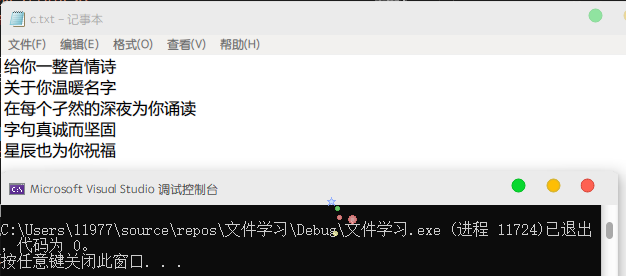 c.txt - 记事本
文件(F) 编辑(E) 格式(O) 查看(V) 帮助(H)
给你一整首情诗
关于你温暖名字
在每个孑然的深夜为你诵读
字句真诚而坚固
星辰也为你祝福
Microsoft Visual Studio 调试控制台
C:\Users\11977\source\repos\文件学习\Debug\文件学习.exe (进程 11724)已退出
，代码为 0。
按任意键关闭此窗口. . .